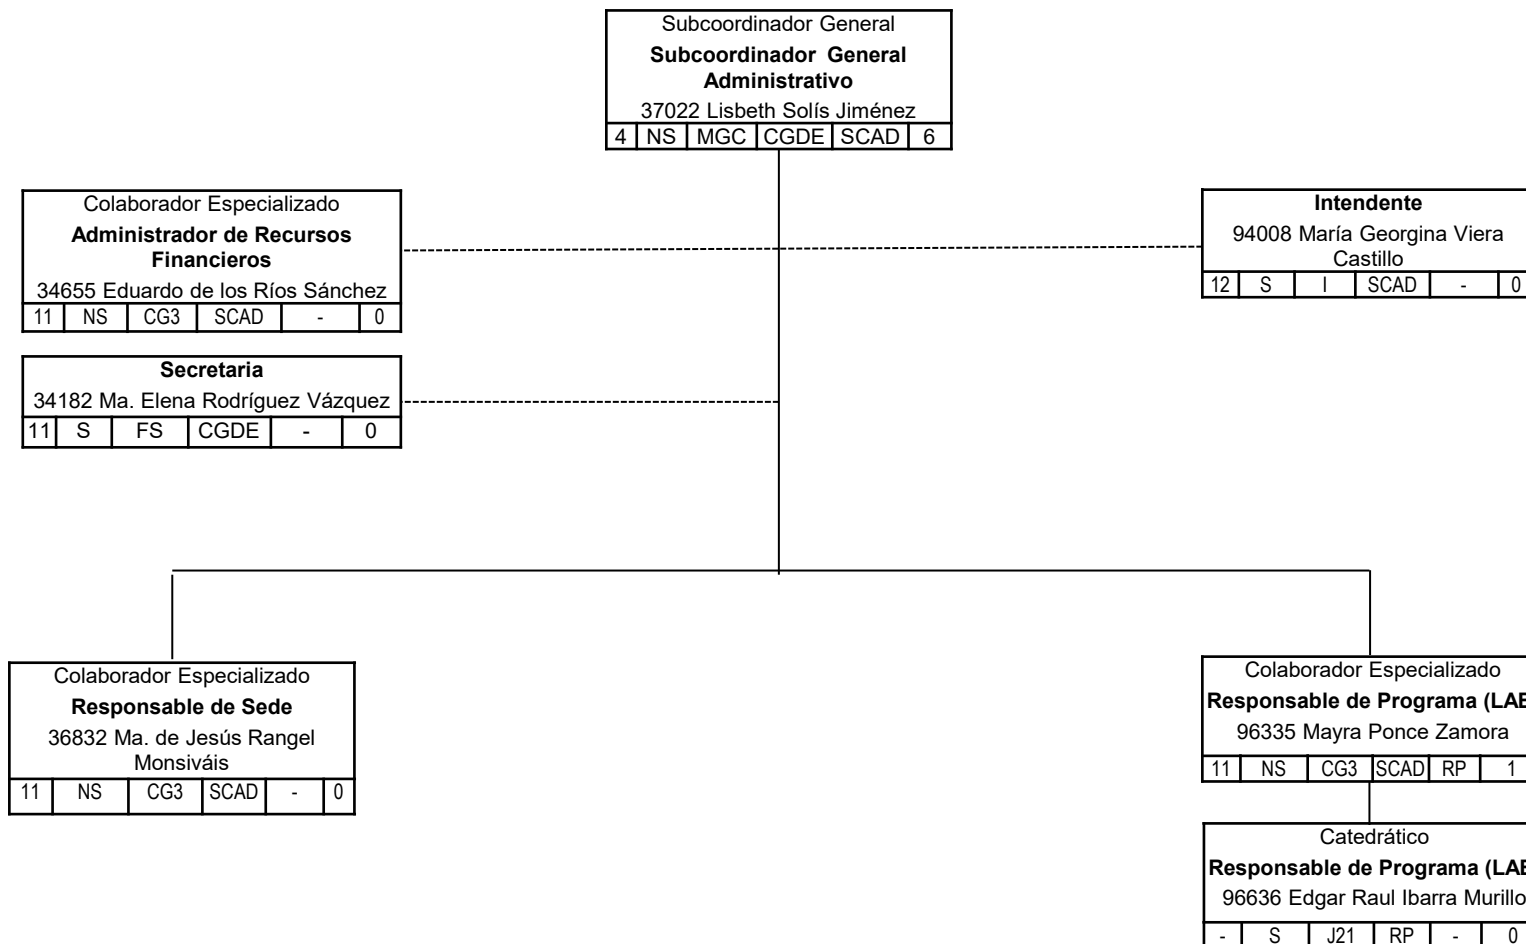 Subcoordinador General
Subcoordinador General
Administrativo
37022 Lisbeth Solís Jiménez
4 NS MGC CGDE SCAD 6
Colaborador Especializado
Administrador de Recursos
Financieros
34655 Eduardo de los Ríos Sánchez
11 NS CG3 SCAD - 0
Intendente
94008 María Georgina Viera
Castillo
12 S I SCAD - 0
Secretaria
34182 Ma. Elena Rodríguez Vázquez
11 S FS CGDE - 0
Colaborador Especializado
Responsable de Sede
36832 Ma. de Jesús Rangel
Monsiváis
11 NS CG3 SCAD - 0
Colaborador Especializado
Responsable de Programa
96335 Mayra Ponce Zamora
11 NS CG3 SCAD RP 1
Catedrático
Responsable de Programa
96636 Edgar Raul Ibarra Murillo
- S J21 RP - 0